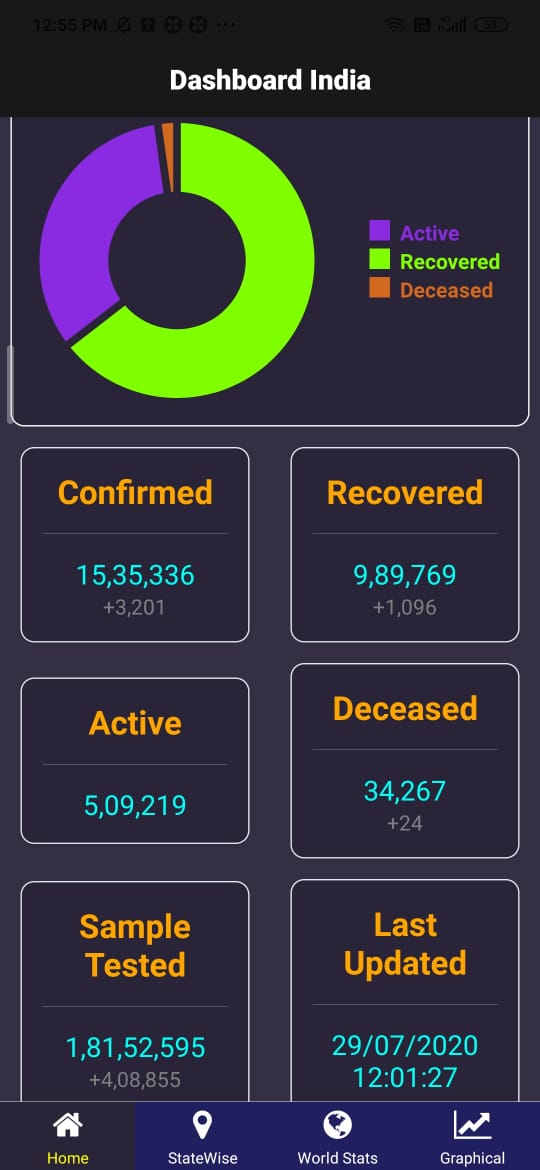 12:55 PM
53
Dashboard India
Active
Recovered
Deceased
Confirmed
15,35,336
+3,201
Recovered
9,89,769
+1,096
Active
5,09,219
Deceased
34,267
+24
Sample
Tested
1,81,52,595
+4,08,855
Last
Updated
29/07/2020
12:01:27
Home
StateWise
World Stats
Graphical